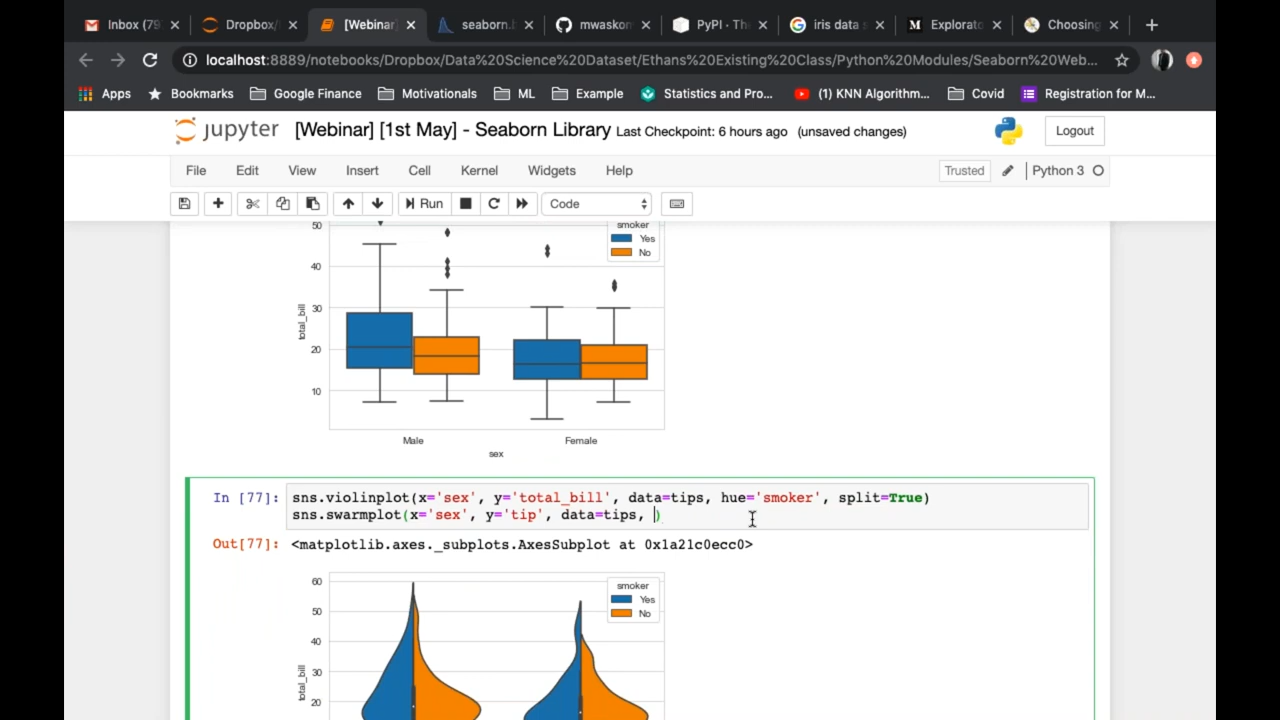 Inbox (79
Dropbox/
[Webinar
seaborn.b
mwaskom
PyPI · The
iris data s
Explorato
Choosing
localhost:8889/notebooks/Dropbox/Data%20Science%20Dataset/Ethans%20Existing%20Class/Python%20Modules/Seaborn%20Web...
Apps
Bookmarks
Google Finance
Motivationals
ML
Example
Statistics and Pro...
(1) KNN Algorithm...
Covid
Registration for M...
jupyter
[Webinar] [1st May] - Seaborn Library Last Checkpoint: 6 hours ago (unsaved changes)
Logout
File Edit View Insert Cell Kernel Widgets Help
Trusted
Python 3
Run
Code
50
40
30
20
10
total_bill
smoker
Yes
No
Male
Female
sex
In [77]:
sns.violinplot(x='sex', y='total_bill', data=tips, hue='smoker', split=True)
sns.swarmplot(x='sex', y='tip', data=tips, )
Out[77]:
<matplotlib.axes._subplots.AxesSubplot at 0x1a21c0ecc0>
60
50
40
30
20
total_bill
smoker
Yes
No